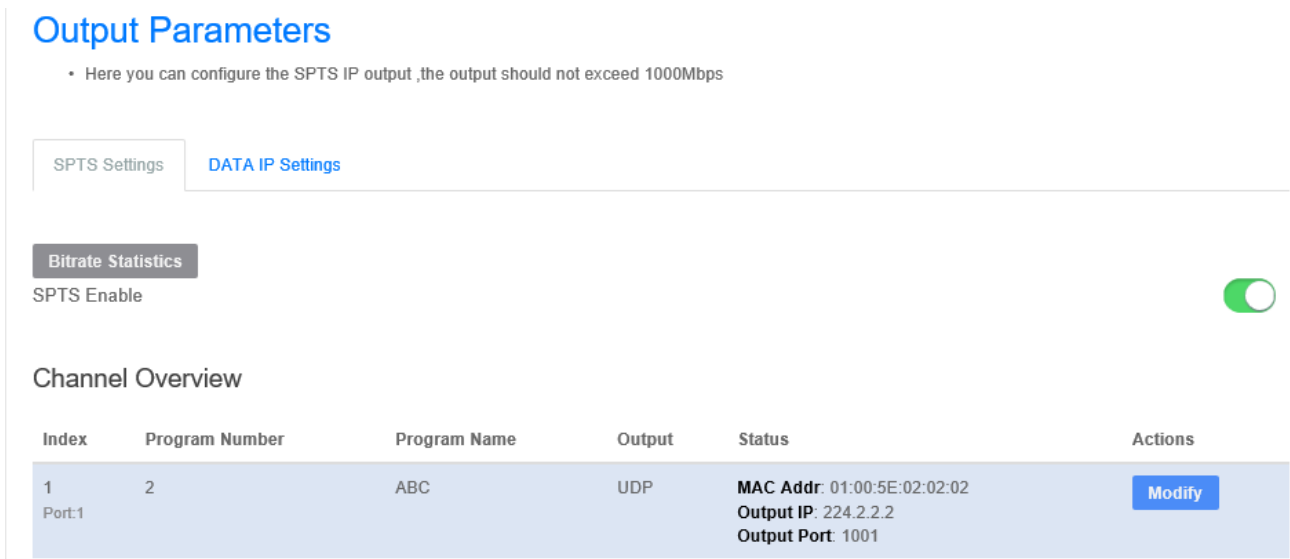 Output Parameters
• Here you can configure the SPTS IP output ,the output should not exceed 1000Mbps
SPTS Settings DATA IP Settings
Bitrate Statistics
SPTS Enable
Channel Overview
Index Program Number Program Name Output Status Actions
1 2 ABC UDP MAC Addr: 01:00:5E:02:02:02 Modify
Port:1 Output IP: 224.2.2.2
Output Port: 1001